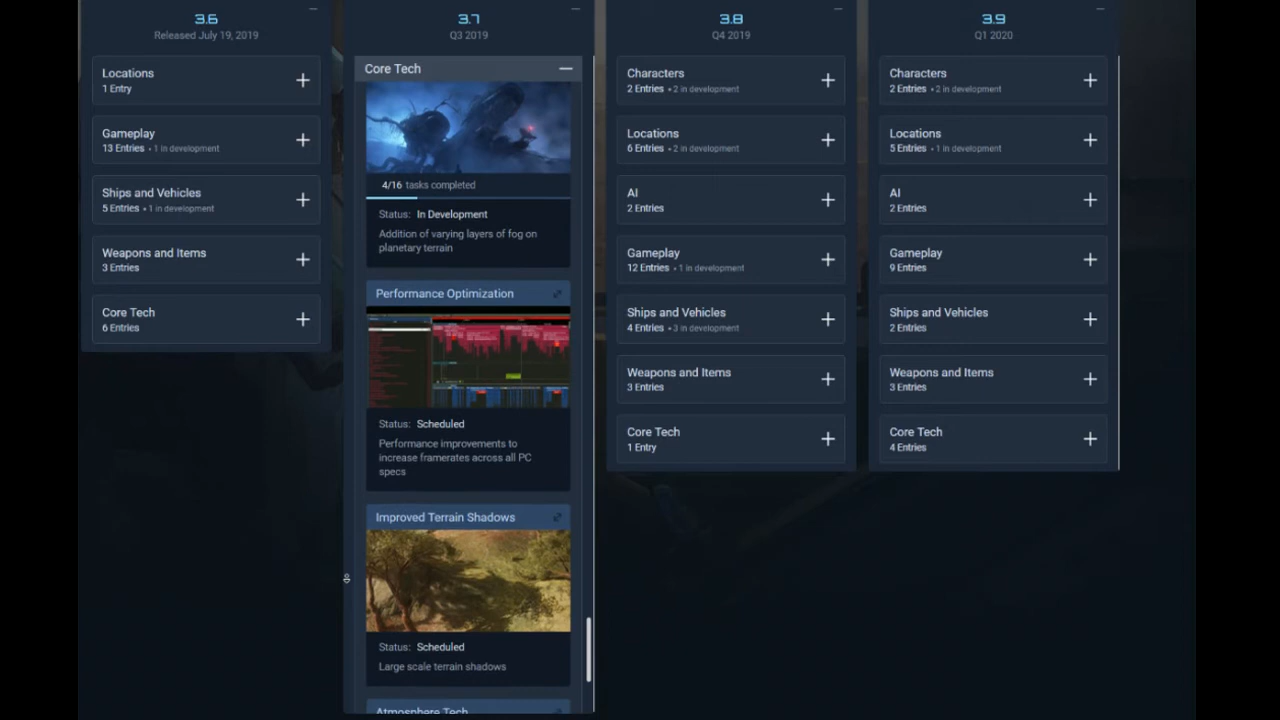 3.6
Released July 19, 2019
Locations
1 Entry
Gameplay
13 Entries • 1 in development
Ships and Vehicles
5 Entries • 1 in development
Weapons and Items
3 Entries
Core Tech
6 Entries
3.7
Q3 2019
Core Tech
4/16 tasks completed
Status: In Development
Addition of varying layers of fog on
planetary terrain
Performance Optimization
Status: Scheduled
Performance improvements to
increase framerates across all PC
specs
Improved Terrain Shadows
Status: Scheduled
Large scale terrain shadows
Atmosphere Tech
3.8
Q4 2019
Characters
2 Entries • 2 in development
Locations
6 Entries • 2 in development
AI
2 Entries
Gameplay
12 Entries • 1 in development
Ships and Vehicles
4 Entries • 3 in development
Weapons and Items
3 Entries
Core Tech
1 Entry
3.9
Q1 2020
Characters
2 Entries • 2 in development
Locations
5 Entries • 1 in development
AI
2 Entries
Gameplay
9 Entries
Ships and Vehicles
2 Entries
Weapons and Items
3 Entries
Core Tech
4 Entries